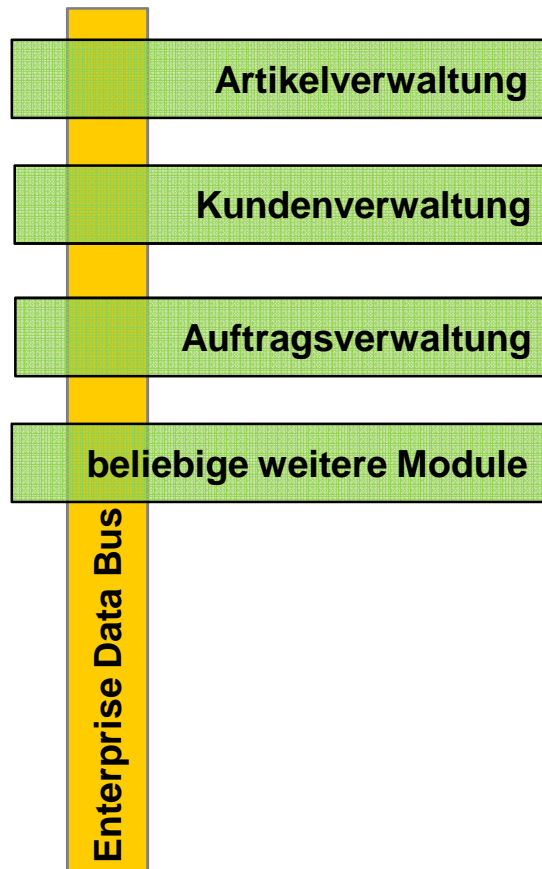 Artikelverwaltung
Kundenverwaltung
Auftragsverwaltung
beliebige weitere Module
Enterprise Data Bus